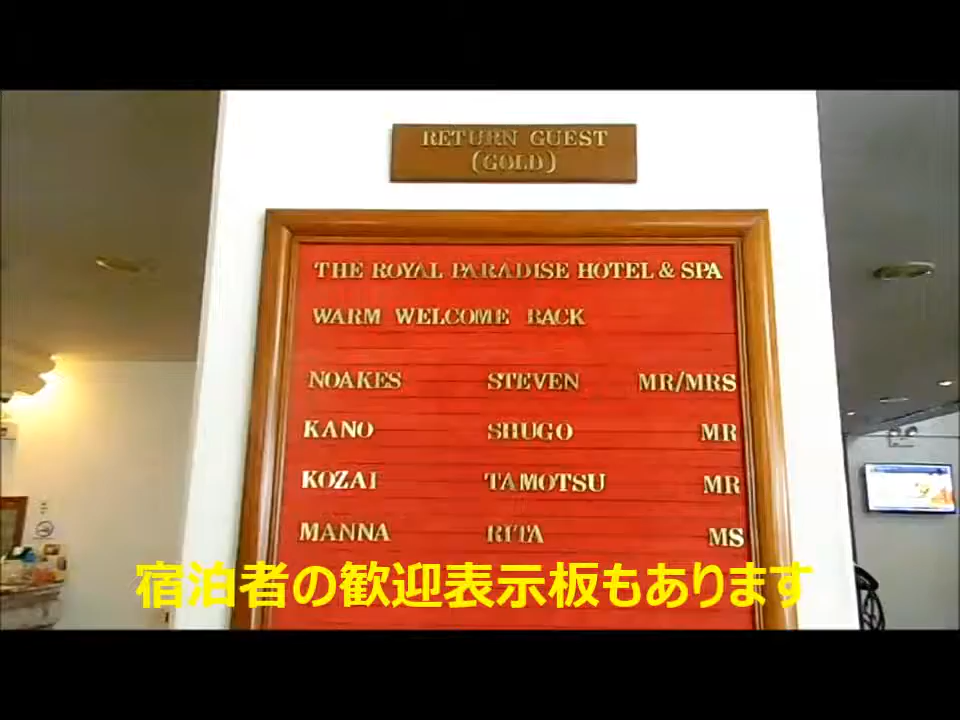 RETURN GUEST
(GOLD)
THE ROYAL PARADISE HOTEL & SPA
WARM WELCOME BACK
NOAKES STEVEN MR/MRS
KANO SHUGO MR
KOZAI TAMOTSU MR
MANNA RITA MS
宿泊者の歓迎表示板もあります